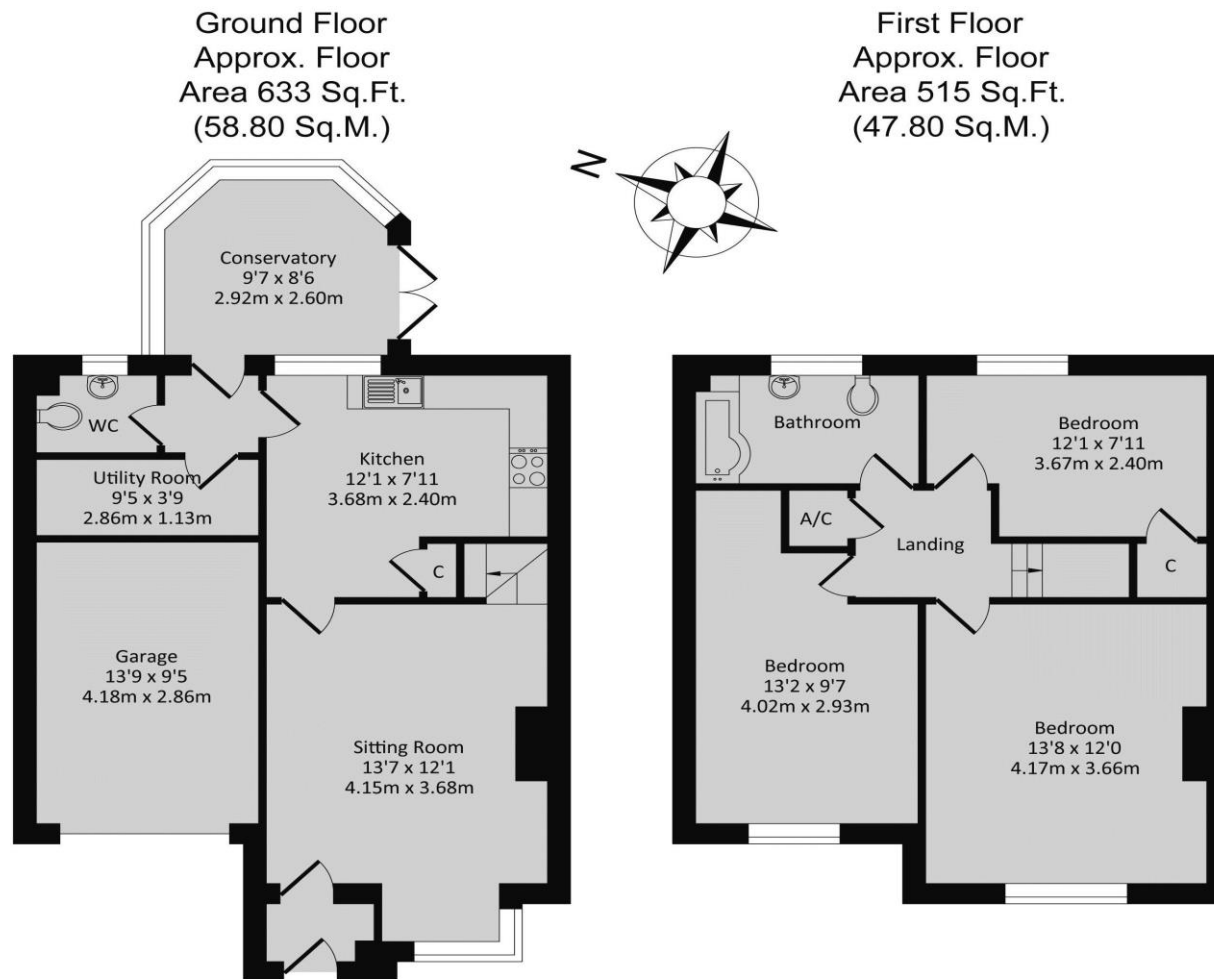 Ground Floor
Approx. Floor
Area 633 Sq.Ft.
(58.80 Sq.M.)
First Floor
Approx. Floor
Area 515 Sq.Ft.
(47.80 Sq.M.)
N
Conservatory
9'7 x 8'6
2.92m x 2.60m
WC
Utility Room
9'5 x 3'9
2.86m x 1.13m
Kitchen
12'1 x 7'11
3.68m x 2.40m
C
Garage
13'9 x 9'5
4.18m x 2.86m
Sitting Room
13'7 x 12'1
4.15m x 3.68m
Bathroom
Bedroom
12'1 x 7'11
3.67m x 2.40m
A/C
Landing
C
Bedroom
13'2 x 9'7
4.02m x 2.93m
Bedroom
13'8 x 12'0
4.17m x 3.66m